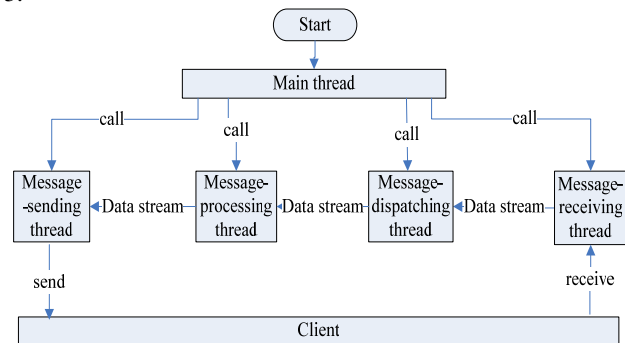 3.
Start
Main thread
call
call
call
call
Message
-sending
thread
Data stream
Message-
processing
thread
Data stream
Message-
dispatching
thread
Data stream
Message-
receiving
thread
send
receive
Client